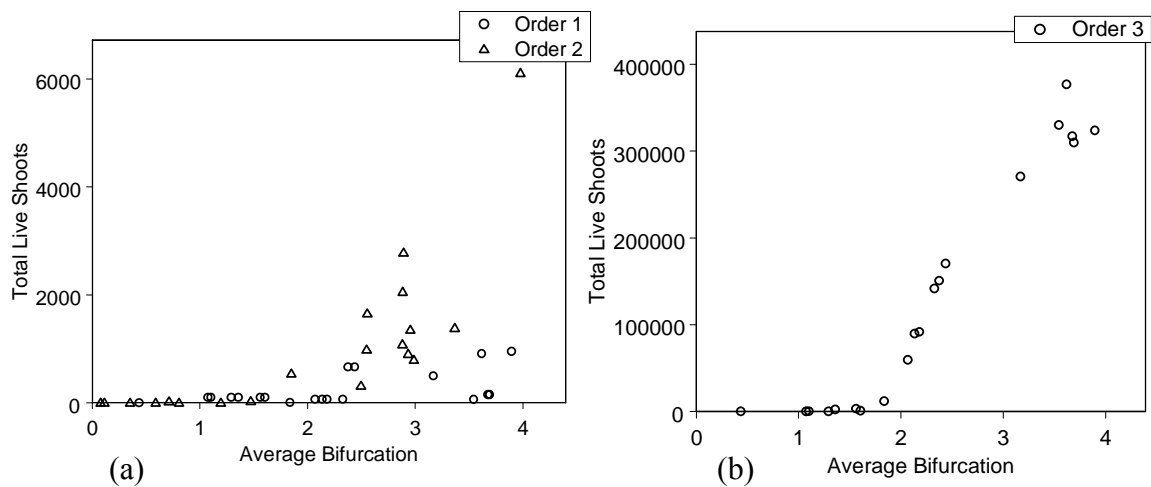 Order 1
Order 2
6000
4000
2000
0
Total Live Shoots
0 1 2 3 4
Average Bifurcation
(a)
Order 3
400000
300000
200000
100000
0
Total Live Shoots
0 1 2 3 4
Average Bifurcation
(b)